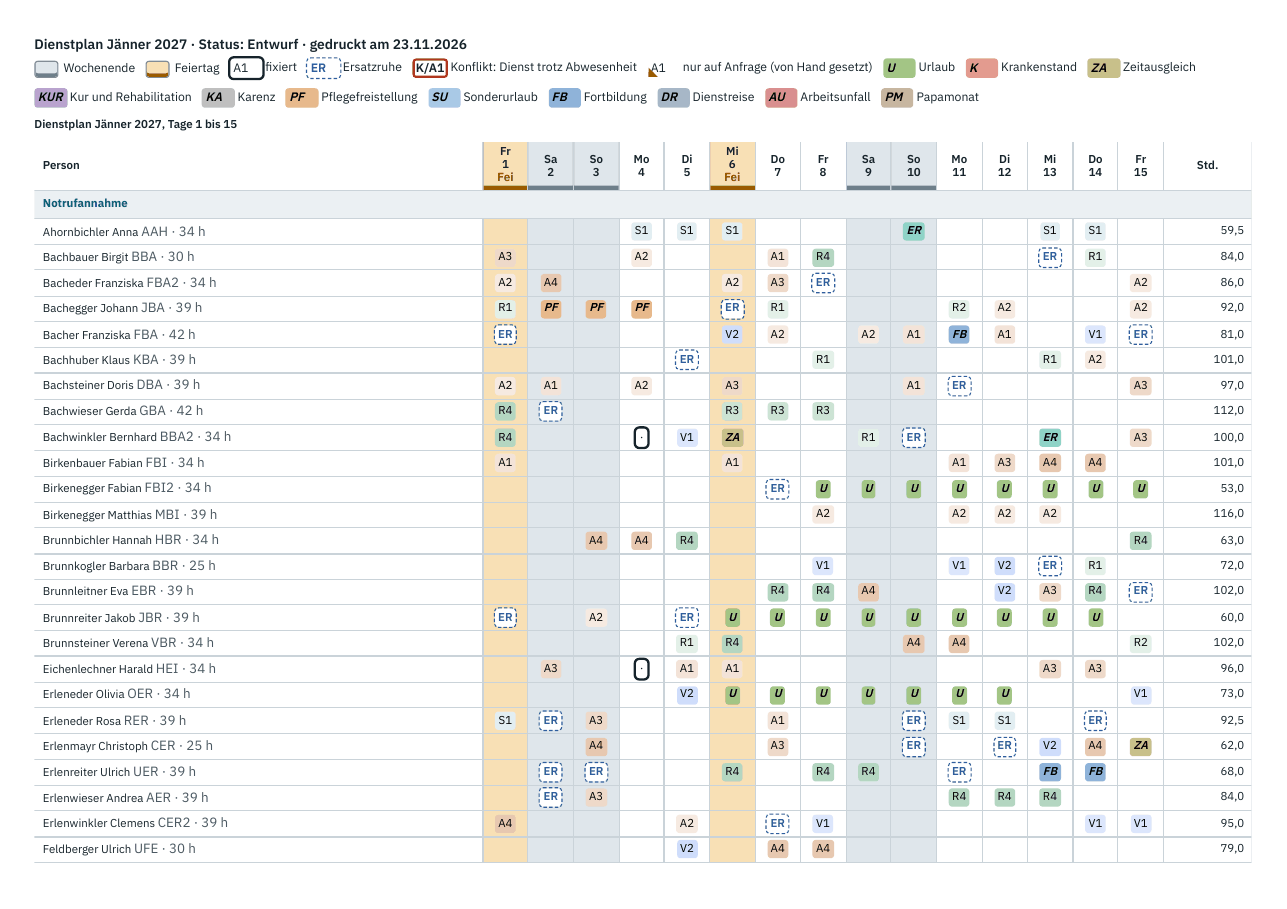 Dienstplan Jänner 2027 · Status: Entwurf · gedruckt am 23.11.2026
Wochenende Feiertag A1 fixiert ER Ersatzruhe K/A1 Konflikt: Dienst trotz Abwesenheit A1 nur auf Anfrage (von Hand gesetzt) U Urlaub K Krankenstand ZA Zeitausgleich
KUR Kur und Rehabilitation KA Karenz PF Pflegefreistellung SU Sonderurlaub FB Fortbildung DR Dienstreise AU Arbeitsunfall PM Papamonat
Dienstplan Jänner 2027, Tage 1 bis 15
Person Fr 1 Fei Sa 2 So 3 Mo 4 Di 5 Mi 6 Fei Do 7 Fr 8 Sa 9 So 10 Mo 11 Di 12 Mi 13 Do 14 Fr 15 Std.
Notrufannahme
Ahornbichler Anna AAH · 34 h S1 S1 S1 ER S1 S1 59,5
Bachbauer Birgit BBA · 30 h A3 A2 A1 R4 ER R1 84,0
Bacheder Franziska FBA2 · 34 h A2 A4 A2 A3 ER A2 86,0
Bachegger Johann JBA · 39 h R1 PF PF PF ER R1 R2 A2 A2 92,0
Bacher Franziska FBA · 42 h ER V2 A2 A2 A1 FB A1 V1 ER 81,0
Bachhuber Klaus KBA · 39 h ER R1 R1 A2 101,0
Bachsteiner Doris DBA · 39 h A2 A1 A2 A3 A1 ER A3 97,0
Bachwieser Gerda GBA · 42 h R4 ER R3 R3 R3 112,0
Bachwinkler Bernhard BBA2 · 34 h R4 · V1 ZA R1 ER ER A3 100,0
Birkenbauer Fabian FBI · 34 h A1 A1 A1 A3 A4 A4 101,0
Birkenegger Fabian FBI2 · 34 h ER U U U U U U U U 53,0
Birkenegger Matthias MBI · 39 h A2 A2 A2 A2 116,0
Brunnbichler Hannah HBR · 34 h A4 A4 R4 R4 63,0
Brunnkogler Barbara BBR · 25 h V1 V1 V2 ER R1 72,0
Brunnleitner Eva EBR · 39 h R4 R4 A4 V2 A3 R4 ER 102,0
Brunnreiter Jakob JBR · 39 h ER A2 ER U U U U U U U U U 60,0
Brunnsteiner Verena VBR · 34 h R1 R4 A4 A4 R2 102,0
Eichenlechner Harald HEI · 34 h A3 · A1 A1 A3 A3 96,0
Erleneder Olivia OER · 34 h V2 U U U U U U U V1 73,0
Erleneder Rosa RER · 39 h S1 ER A3 A1 ER S1 S1 ER 92,5
Erlenmayr Christoph CER · 25 h A4 A3 ER ER V2 A4 ZA 62,0
Erlenreiter Ulrich UER · 39 h ER ER R4 R4 R4 ER FB FB 68,0
Erlenwieser Andrea AER · 39 h ER A3 R4 R4 R4 84,0
Erlenwinkler Clemens CER2 · 39 h A4 A2 ER V1 V1 V1 95,0
Feldberger Ulrich UFE · 30 h V2 A4 A4 79,0